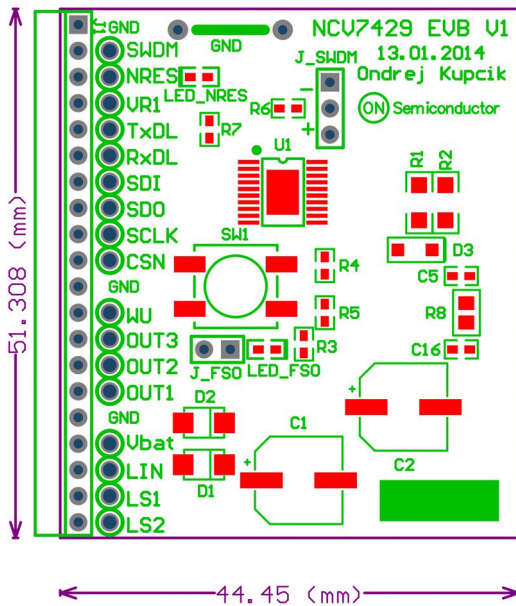 J1
GND
SWDM
NRES
VR1
TxDL
RxDL
SDI
SDO
SCLK
CSN
GND
WU
OUT3
OUT2
OUT1
GND
Vbat
LIN
LS1
LS2
GND
NCV7429 EVB V1
13.01.2014
Ondrej Kupcik
ON Semiconductor
J_SWDM
-
+
LED_NRES
R6
R7
U1
R1
R2
SW1
D3
R4
C5
R5
R8
R3
C16
J_FSO
LED_FSO
D2
C1
+
D1
+
C2
51.308 (mm)
44.45 (mm)